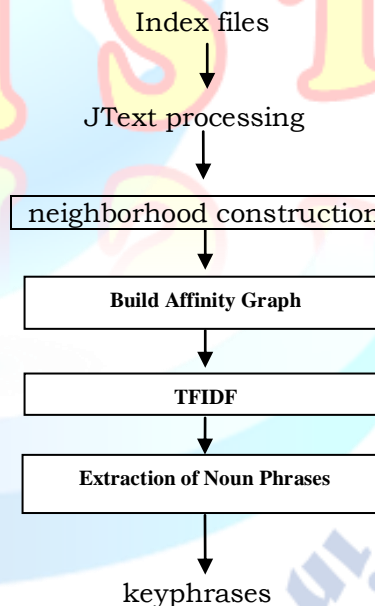 Index files
JText processing
neighborhood construction
Build Affinity Graph
TFIDF
Extraction of Noun Phrases
keyphrases